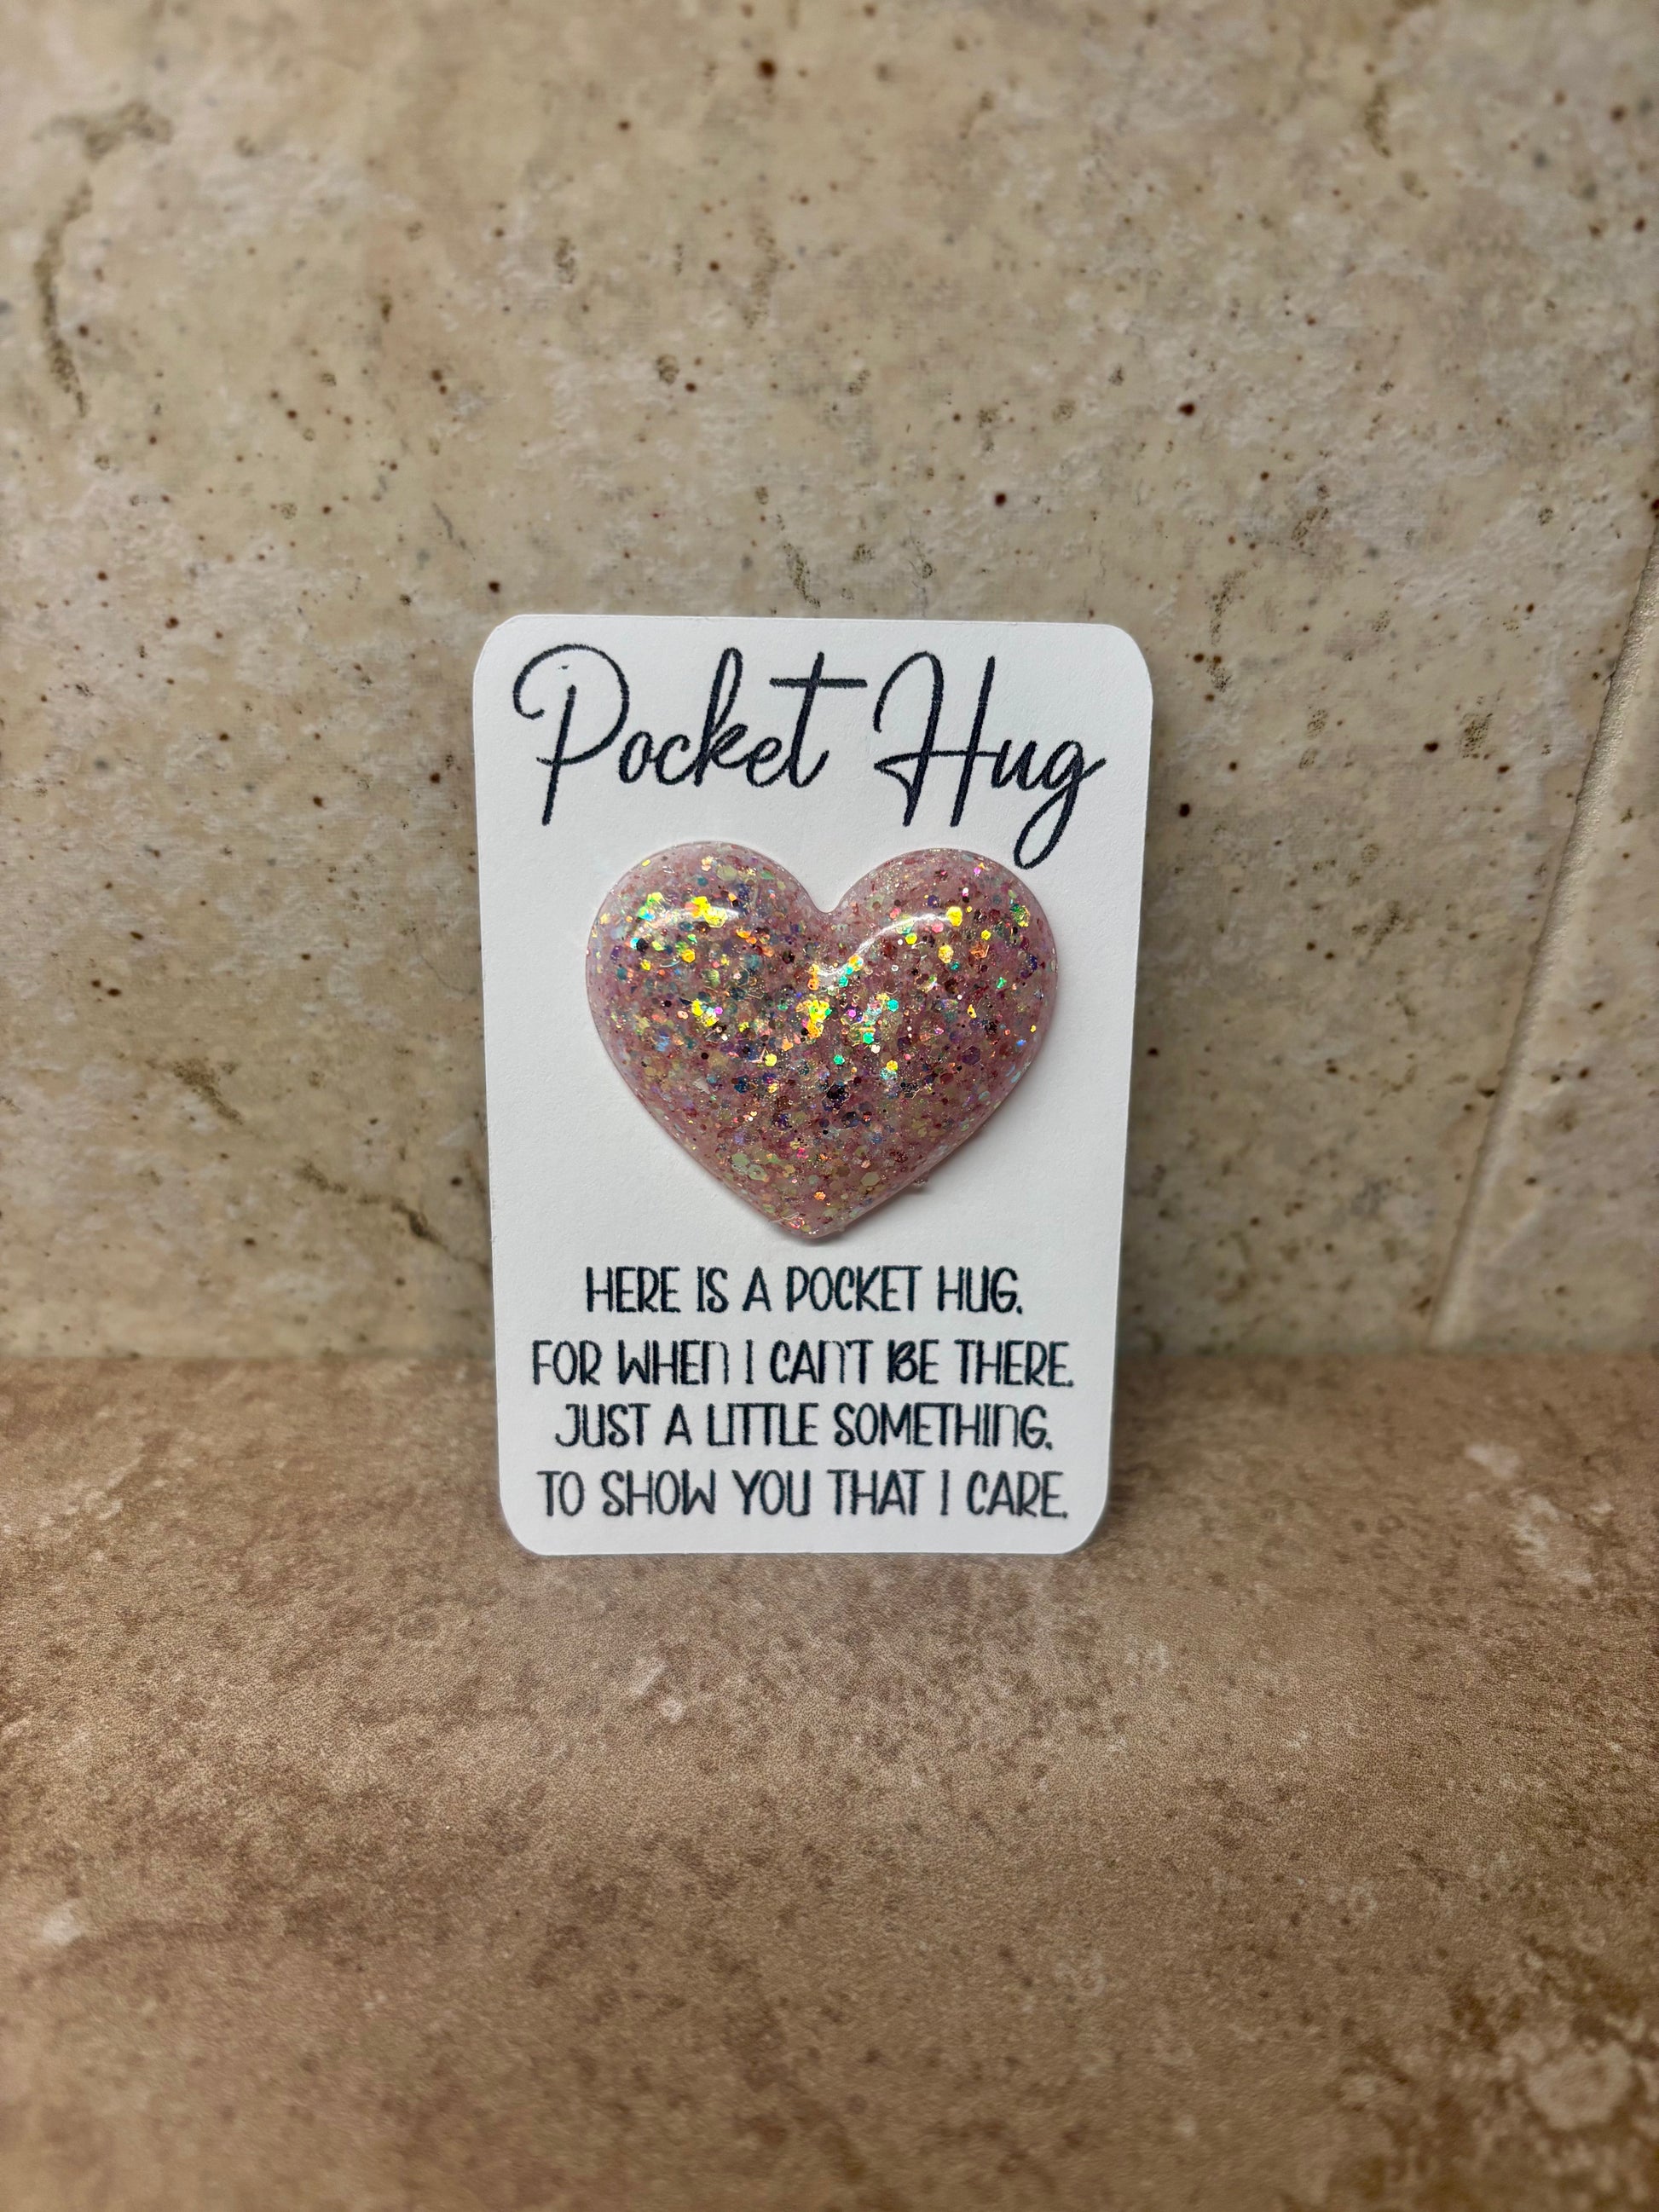 Pocket Hug
HERE IS A POCKET HUG.
FOR WHEN I CAN'T BE THERE.
JUST A LITTLE SOMETHING.
TO SHOW YOU THAT I CARE.